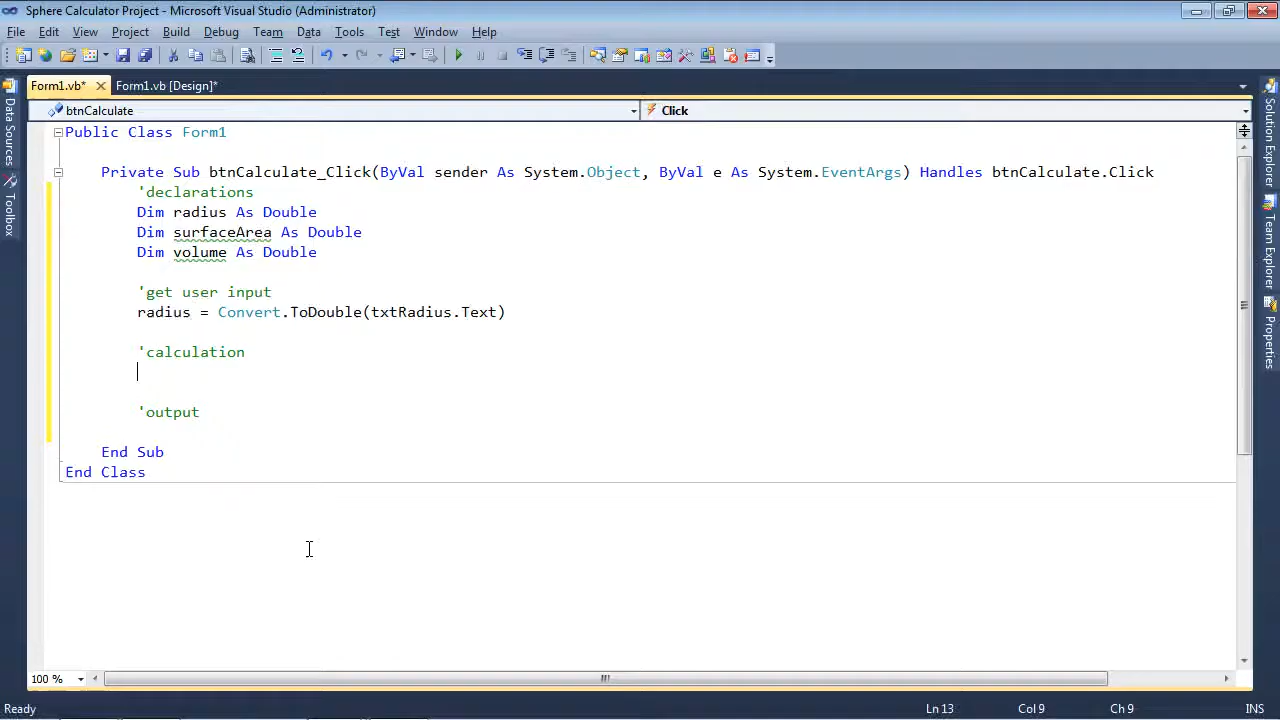 Sphere Calculator Project - Microsoft Visual Studio (Administrator)
File Edit View Project Build Debug Team Data Tools Test Window Help
Form1.vb* Form1.vb [Design]*
btnCalculate Click
Public Class Form1
Private Sub btnCalculate_Click(ByVal sender As System.Object, ByVal e As System.EventArgs) Handles btnCalculate.Click
'declarations
Dim radius As Double
Dim surfaceArea As Double
Dim volume As Double
'get user input
radius = Convert.ToDouble(txtRadius.Text)
'calculation
'output
End Sub
End Class
Data Sources
Toolbox
Solution Explorer
Team Explorer
Properties
100 %
Ready Ln 13 Col 9 Ch 9 INS